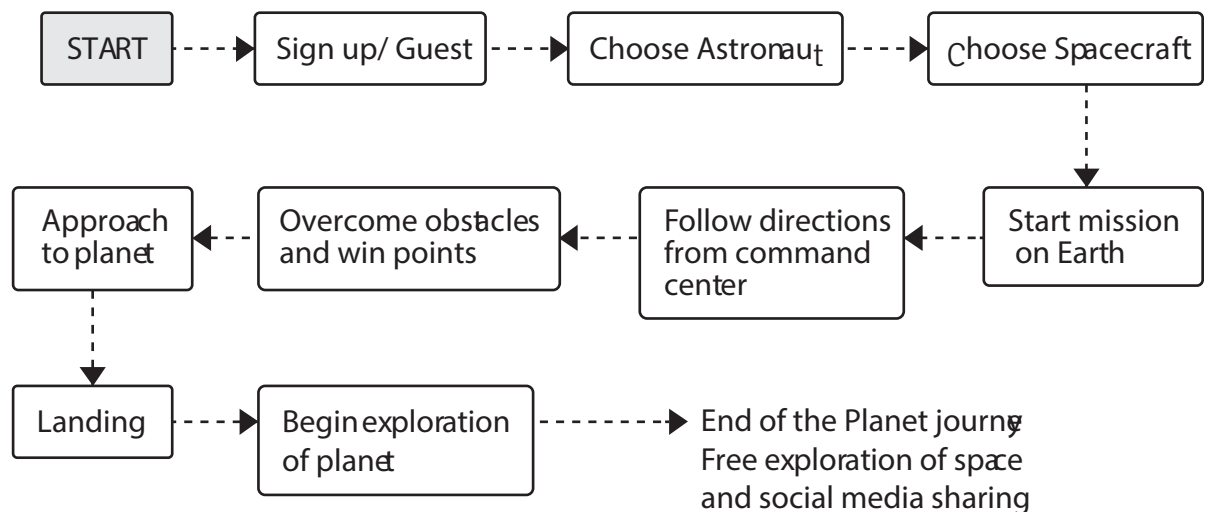 START
Sign up/ Guest
Choose Astronaut
Choose Spacecraft
Start mission
on Earth
Follow directions
from command
center
Overcome obstacles
and win points
Approach
to planet
Landing
Begin exploration
of planet
End of the Planet journey
Free exploration of space
and social media sharing